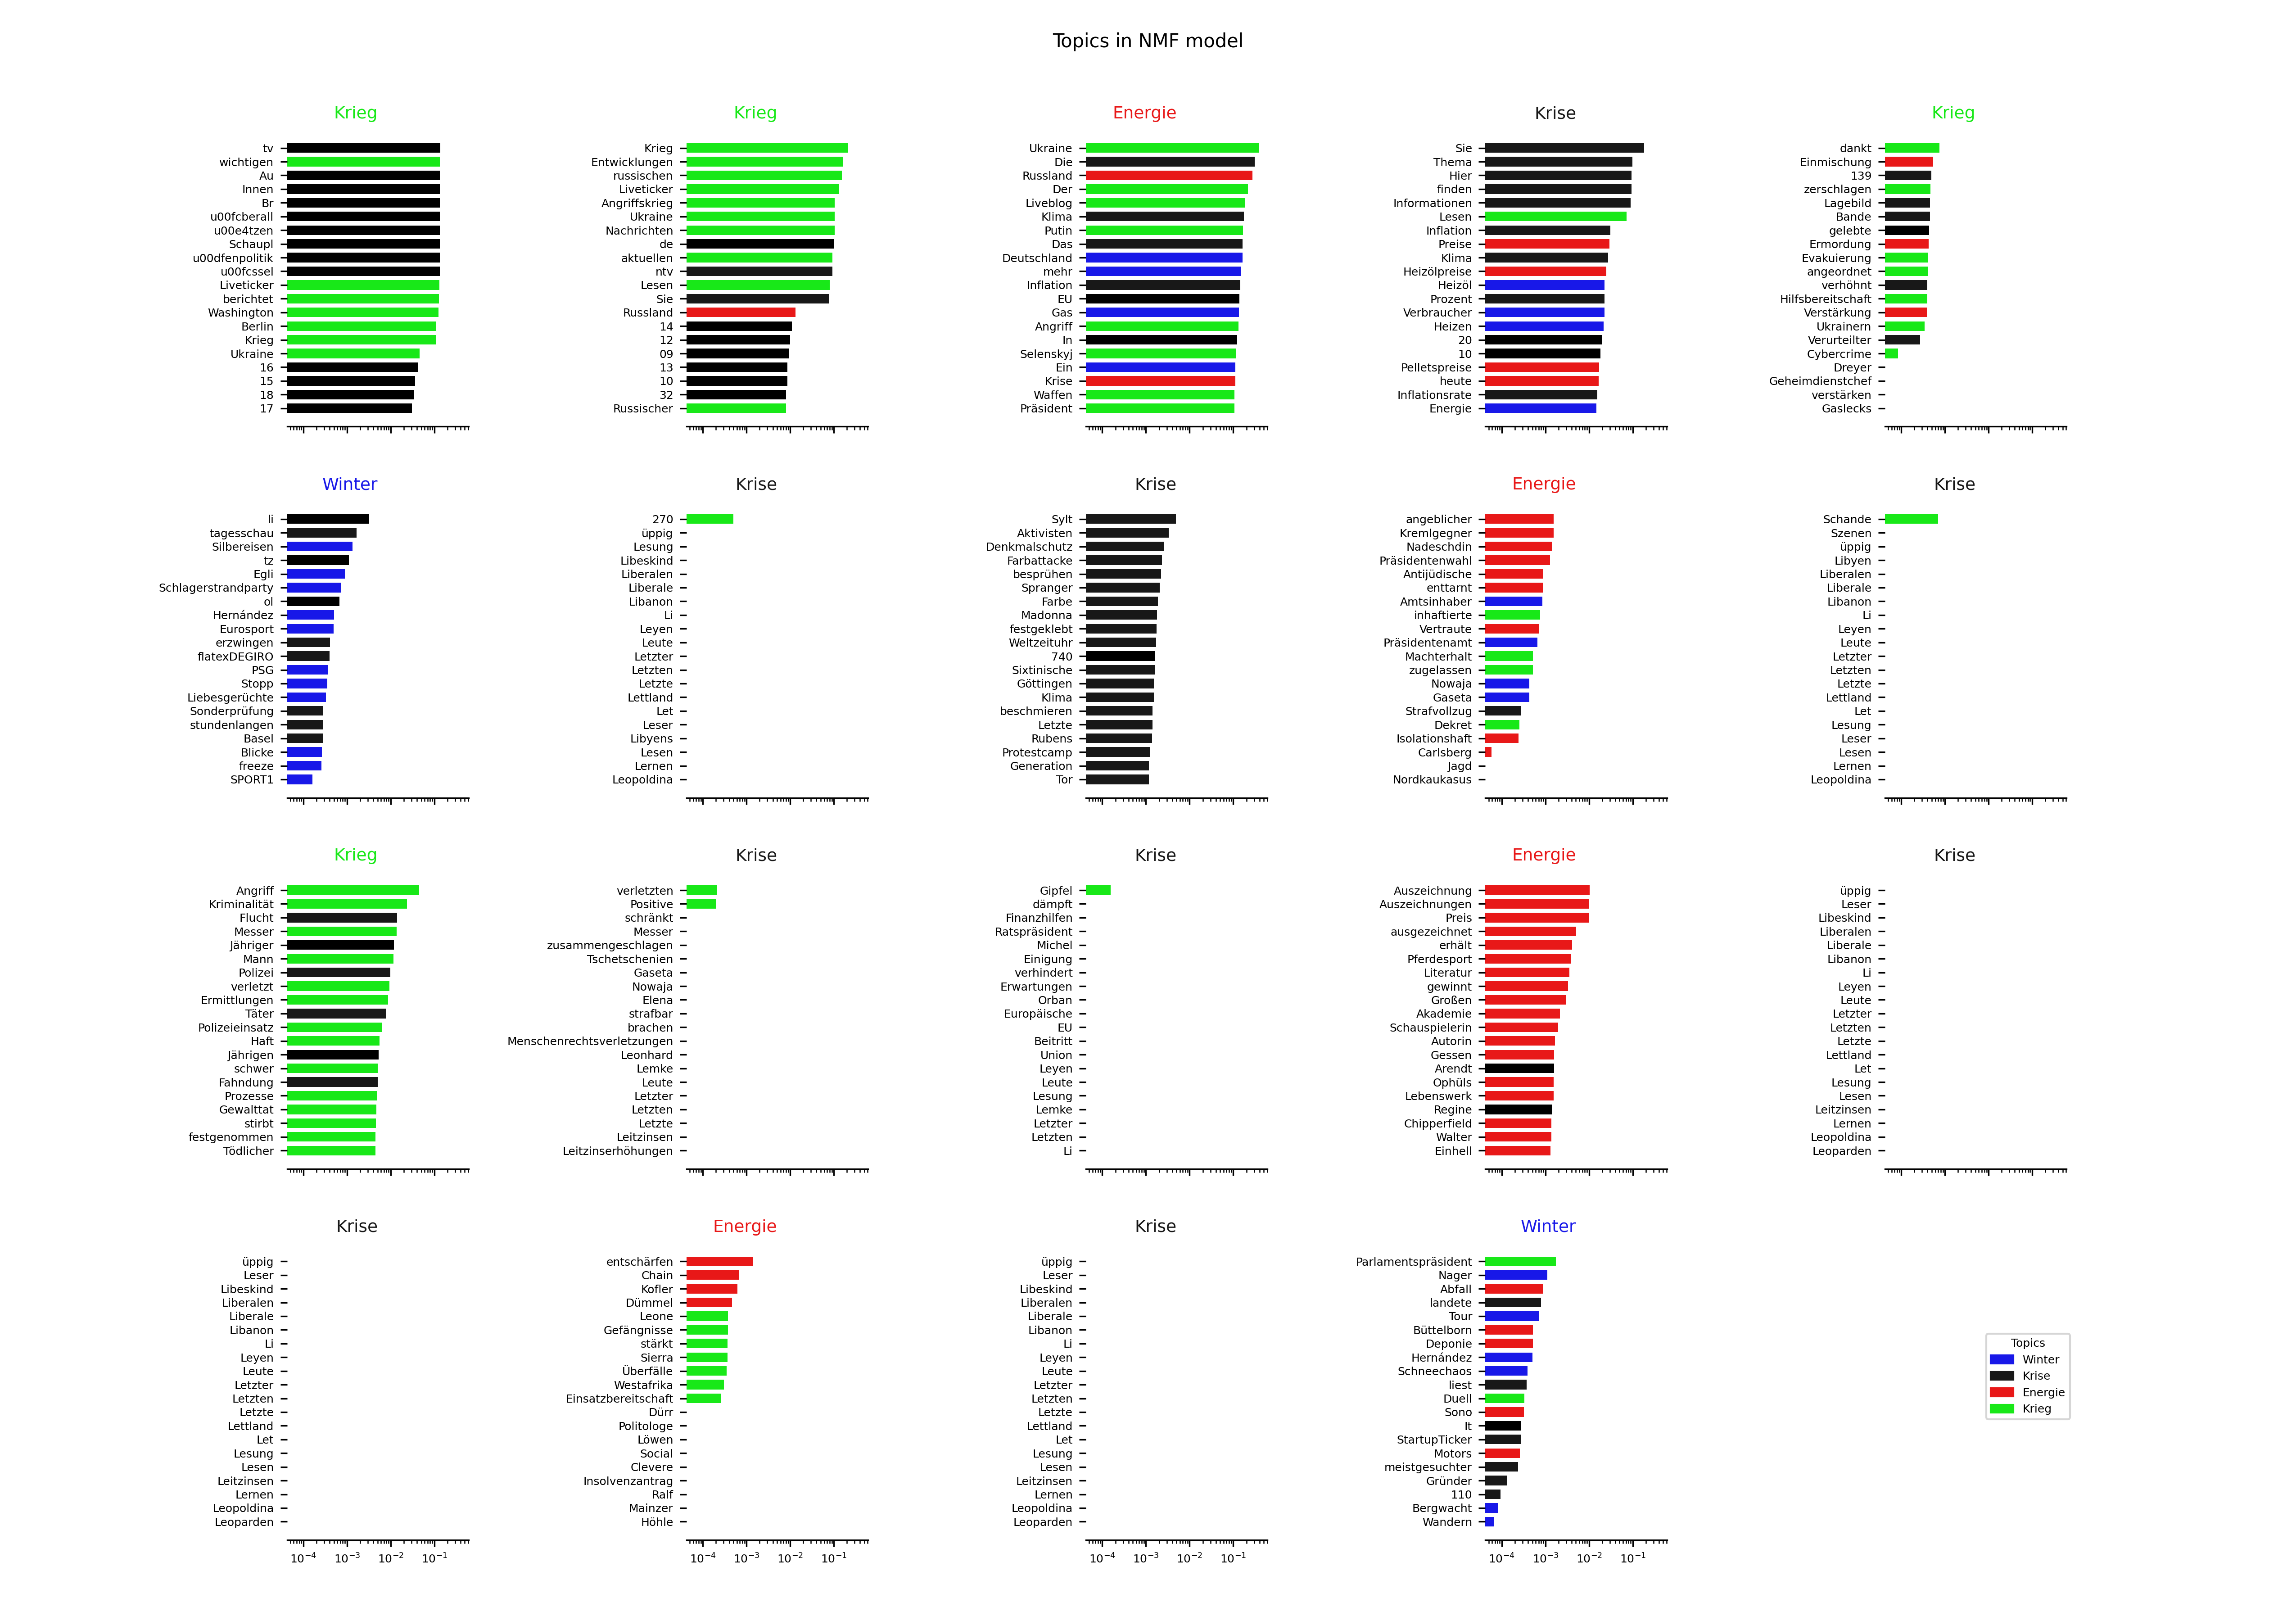 Topics in NMF model
Krieg
tv
wichtigen
Au
Innen
Br
u00fcberall
u00e4tzen
Schaupl
u00dfenpolitik
u00fcssel
Liveticker
berichtet
Washington
Berlin
Krieg
Ukraine
16
15
18
17
Krieg
Krieg
Entwicklungen
russischen
Liveticker
Angriffskrieg
Ukraine
Nachrichten
de
aktuellen
ntv
Lesen
Sie
Russland
14
12
09
13
10
32
Russischer
Energie
Ukraine
Die
Russland
Der
Liveblog
Klima
Putin
Das
Deutschland
mehr
Inflation
EU
Gas
Angriff
In
Selenskyj
Ein
Krise
Waffen
Präsident
Krise
Sie
Thema
Hier
finden
Informationen
Lesen
Inflation
Preise
Klima
Heizölpreise
Heizöl
Prozent
Verbraucher
Heizen
20
10
Pelletspreise
heute
Inflationsrate
Energie
Krieg
dankt
Einmischung
139
zerschlagen
Lagebild
Bande
gelebte
Ermordung
Evakuierung
angeordnet
verhöhnt
Hilfsbereitschaft
Verstärkung
Ukrainern
Verurteilter
Cybercrime
Dreyer
Geheimdienstchef
verstärken
Gaslecks
Winter
li
tagesschau
Silbereisen
tz
Egli
Schlagerstrandparty
ol
Hernández
Eurosport
erzwingen
flatexDEGIRO
PSG
Stopp
Liebesgerüchte
Sonderprüfung
stundenlangen
Basel
Blicke
freeze
SPORT1
Krise
270
üppig
Lesung
Libeskind
Liberalen
Liberale
Libanon
Li
Leyen
Leute
Letzter
Letzten
Letzte
Lettland
Let
Leser
Libyens
Lesen
Lernen
Leopoldina
Krise
Sylt
Aktivisten
Denkmalschutz
Farbattacke
besprühen
Spranger
Farbe
Madonna
festgeklebt
Weltzeituhr
740
Sixtinische
Göttingen
Klima
beschmieren
Letzte
Rubens
Protestcamp
Generation
Tor
Energie
angeblicher
Kremlgegner
Nadeschdin
Präsidentenwahl
Antijüdische
enttarnt
Amtsinhaber
inhaftierte
Vertraute
Präsidentenamt
Machterhalt
zugelassen
Nowaja
Gaseta
Strafvollzug
Dekret
Isolationshaft
Carlsberg
Jagd
Nordkaukasus
Krise
Schande
Szenen
üppig
Libyen
Liberalen
Liberale
Libanon
Li
Leyen
Leute
Letzter
Letzten
Letzte
Lettland
Let
Lesung
Leser
Lesen
Lernen
Leopoldina
Krieg
Angriff
Kriminalität
Flucht
Messer
Jähriger
Mann
Polizei
verletzt
Ermittlungen
Täter
Polizeieinsatz
Haft
Jährigen
schwer
Fahndung
Prozesse
Gewalttat
stirbt
festgenommen
Tödlicher
Krise
verletzten
Positive
schränkt
Messer
zusammengeschlagen
Tschetschenien
Gaseta
Nowaja
Elena
strafbar
brachen
Menschenrechtsverletzungen
Leonhard
Lemke
Leute
Letzter
Letzten
Letzte
Leitzinsen
Leitzinserhöhungen
Krise
Gipfel
dämpft
Finanzhilfen
Ratspräsident
Michel
Einigung
verhindert
Erwartungen
Orban
Europäische
EU
Beitritt
Union
Leyen
Leute
Lesung
Lemke
Letzter
Letzten
Li
Energie
Auszeichnung
Auszeichnungen
Preis
ausgezeichnet
erhält
Pferdesport
Literatur
gewinnt
Großen
Akademie
Schauspielerin
Autorin
Gessen
Arendt
Ophüls
Lebenswerk
Regine
Chipperfield
Walter
Einhell
Krise
üppig
Leser
Libeskind
Liberalen
Liberale
Libanon
Li
Leyen
Leute
Letzter
Letzten
Letzte
Lettland
Let
Lesung
Lesen
Leitzinsen
Lernen
Leopoldina
Leoparden
Krise
üppig
Leser
Libeskind
Liberalen
Liberale
Libanon
Li
Leyen
Leute
Letzter
Letzten
Letzte
Lettland
Let
Lesung
Lesen
Leitzinsen
Lernen
Leopoldina
Leoparden
10⁻⁴ 10⁻³ 10⁻² 10⁻¹
Energie
entschärfen
Chain
Kofler
Dümmel
Leone
Gefängnisse
stärkt
Sierra
Überfälle
Westafrika
Einsatzbereitschaft
Dürr
Politologe
Löwen
Social
Clevere
Insolvenzantrag
Ralf
Mainzer
Höhle
10⁻⁴ 10⁻³ 10⁻² 10⁻¹
Krise
üppig
Leser
Libeskind
Liberalen
Liberale
Libanon
Li
Leyen
Leute
Letzter
Letzten
Letzte
Lettland
Let
Lesung
Lesen
Leitzinsen
Lernen
Leopoldina
Leoparden
10⁻⁴ 10⁻³ 10⁻² 10⁻¹
Winter
Parlamentspräsident
Nager
Abfall
landete
Tour
Büttelborn
Deponie
Hernández
Schneechaos
liest
Duell
Sono
It
StartupTicker
Motors
meistgesuchter
Gründer
110
Bergwacht
Wandern
10⁻⁴ 10⁻³ 10⁻² 10⁻¹
Topics
Winter
Krise
Energie
Krieg